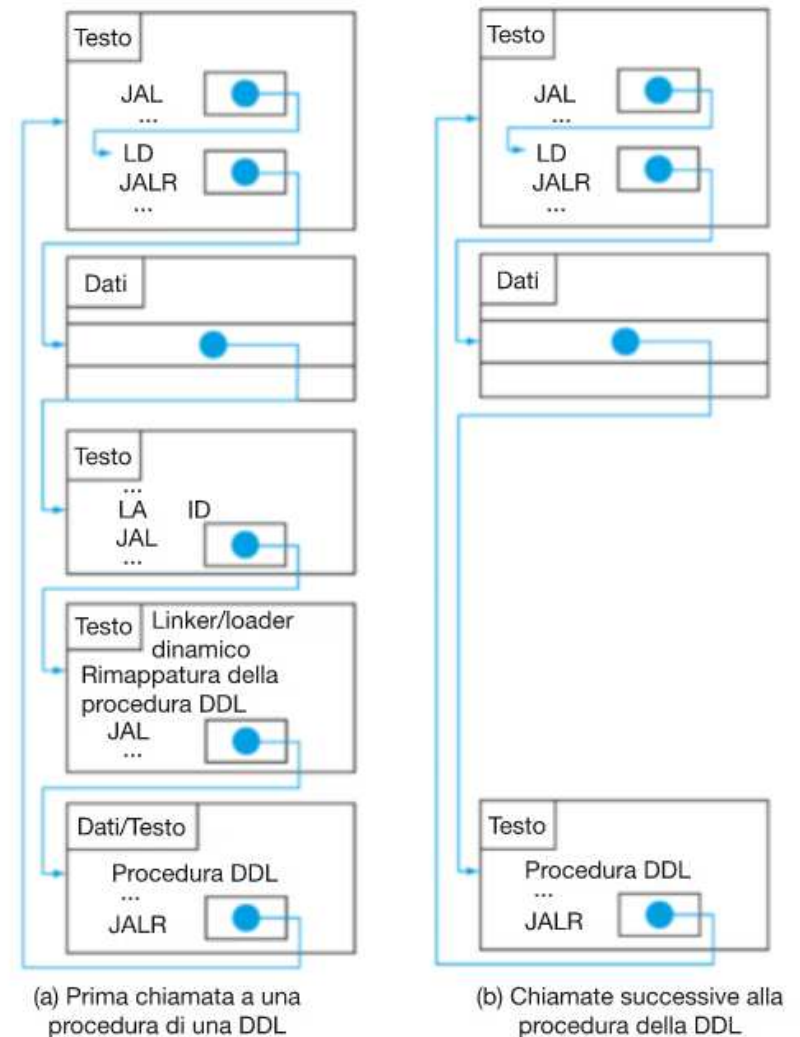 Testo
JAL
...
LD
JALR
...
Dati
Testo
...
LA ID
JAL
...
Testo
Linker/loader
dinamico
Rimappatura della
procedura DDL
JAL
...
Dati/Testo
Procedura DDL
...
JALR
(a) Prima chiamata a una
procedura di una DDL
Testo
JAL
...
LD
JALR
...
Dati
Testo
Procedura DDL
...
JALR
(b) Chiamate successive alla
procedura della DDL